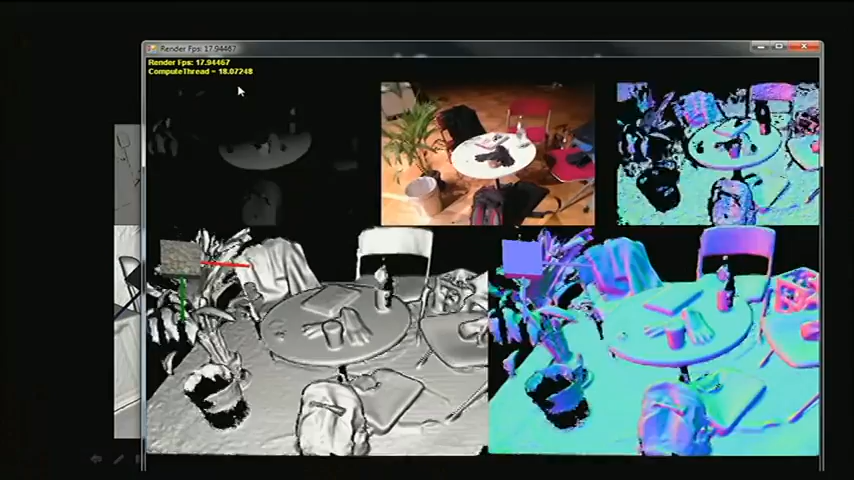 Render Fps: 17.94467
Render Fps: 17.94467
ComputeThread = 18.07248